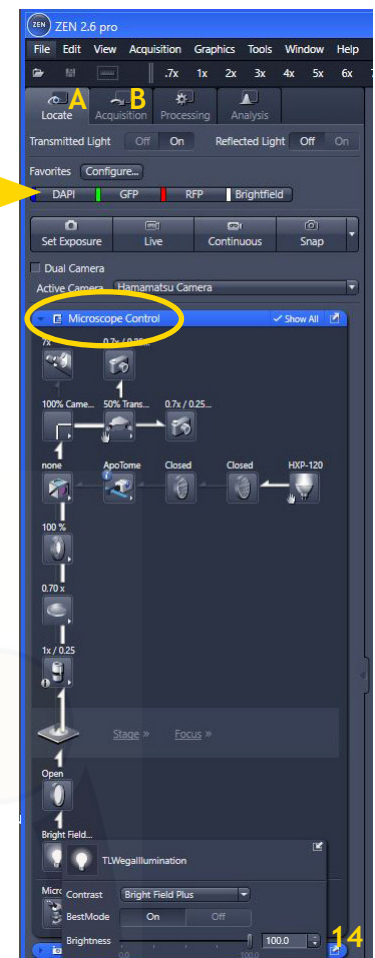 ZEN ZEN 2.6 pro
File Edit View Acquisition Graphics Tools Window Help
.7x 1x 2x 3x 4x 5x 6x
A B
Locate Acquisition Processing Analysis
Transmitted Light Off On Reflected Light Off On
Favorites Configure...
DAPI GFP RFP Brightfield
Set Exposure Live Continuous Snap
Dual Camera
Active Camera Hamamatsu Camera
Microscope Control Show All
7x
100% Came... 50% Trans... 0.7x / 0.25...
none ApoTome Closed Closed HXP-120
100 %
0.70 x
1x / 0.25
Stage » Focus »
Open
Bright Field...
TLWegaIllumination
Contrast Bright Field Plus
BestMode On Off
Brightness 100.0
0.0 100.0
14